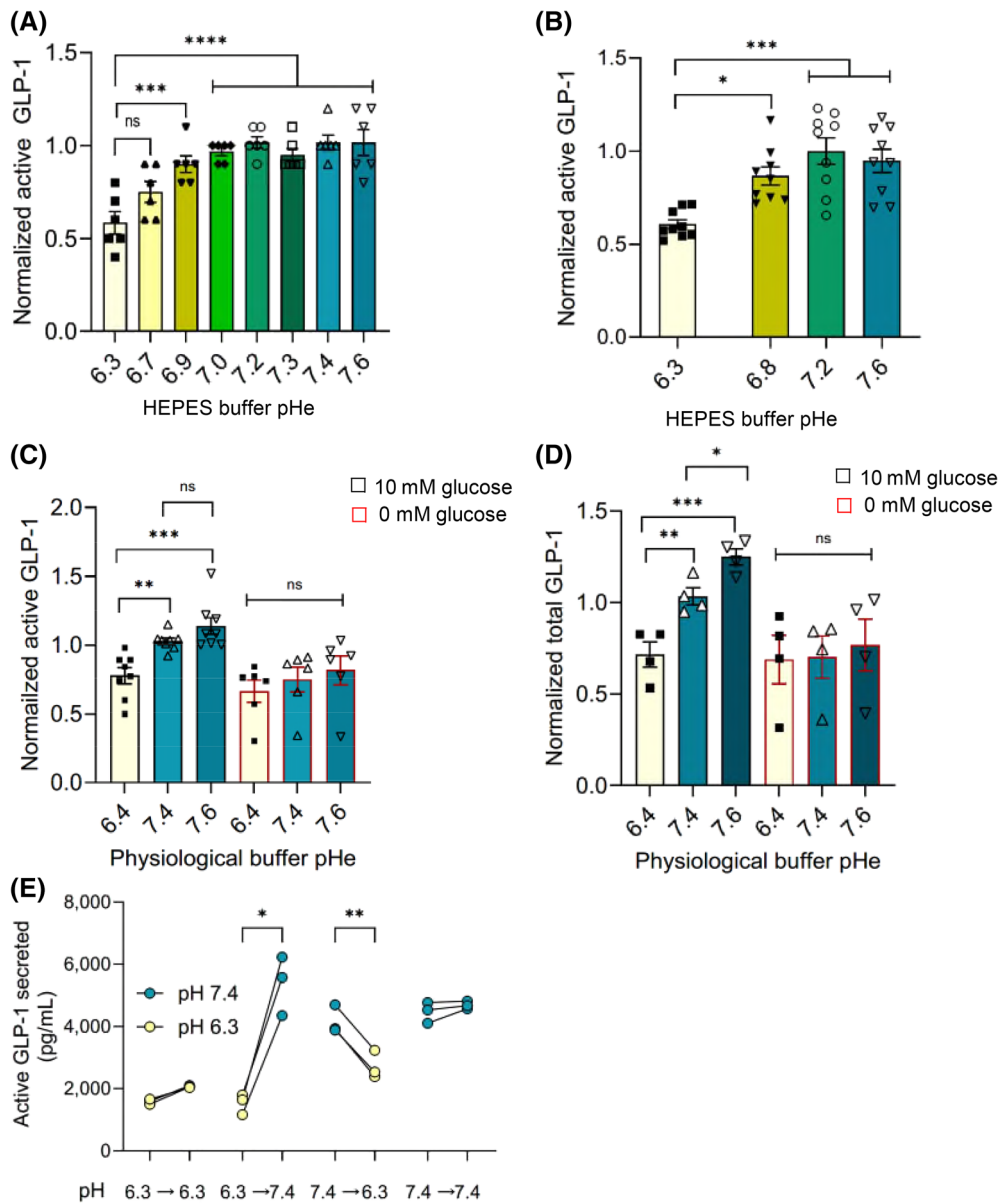 (A)
****
***
ns
Normalized active GLP-1
1.5
1.0
0.5
0.0
6.3 6.7 6.9 7.0 7.2 7.3 7.4 7.6
HEPES buffer pHe
(B)
***
*
Normalized active GLP-1
1.5
1.0
0.5
0.0
6.3 6.8 7.2 7.6
HEPES buffer pHe
(C)
10 mM glucose
0 mM glucose
ns
***
**
ns
Normailzed active GLP-1
2.0
1.5
1.0
0.5
0.0
6.4 7.4 7.6 6.4 7.4 7.6
Physiological buffer pHe
(D)
10 mM glucose
0 mM glucose
*
***
**
ns
Normalized total GLP-1
1.5
1.0
0.5
0.0
6.4 7.4 7.6 6.4 7.4 7.6
Physiological buffer pHe
(E)
Active GLP-1 secreted
(pg/mL)
8,000
6,000
4,000
2,000
0
* **
pH 7.4
pH 6.3
pH 6.3 → 6.3 6.3 →7.4 7.4 →6.3 7.4 →7.4